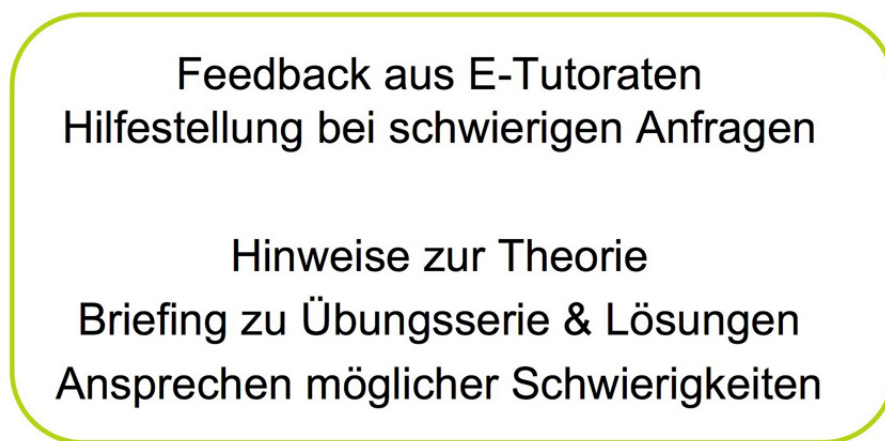 Feedback aus E-Tutoraten
Hilfestellung bei schwierigen Anfragen
Hinweise zur Theorie
Briefing zu Übungsserie & Lösungen
Ansprechen möglicher Schwierigkeiten